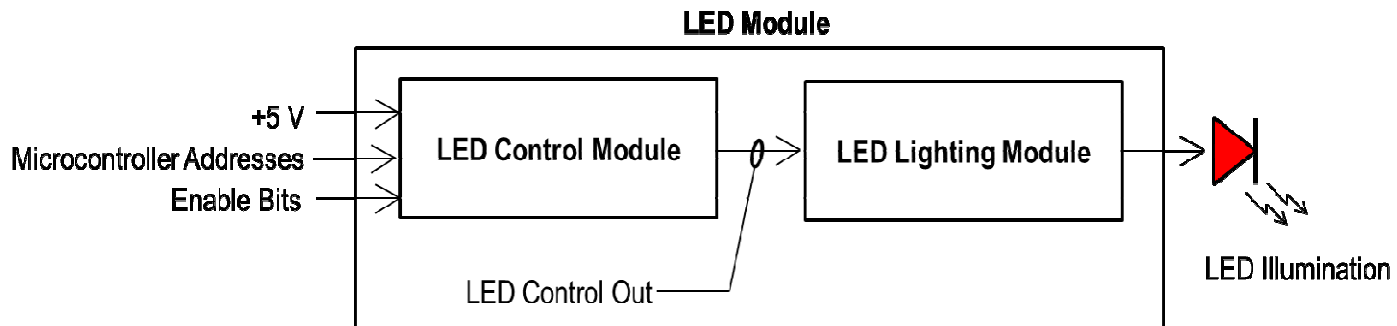 LED Module
+5 V
Microcontroller Addresses
Enable Bits
LED Control Module
LED Lighting Module
LED Control Out
LED Illumination